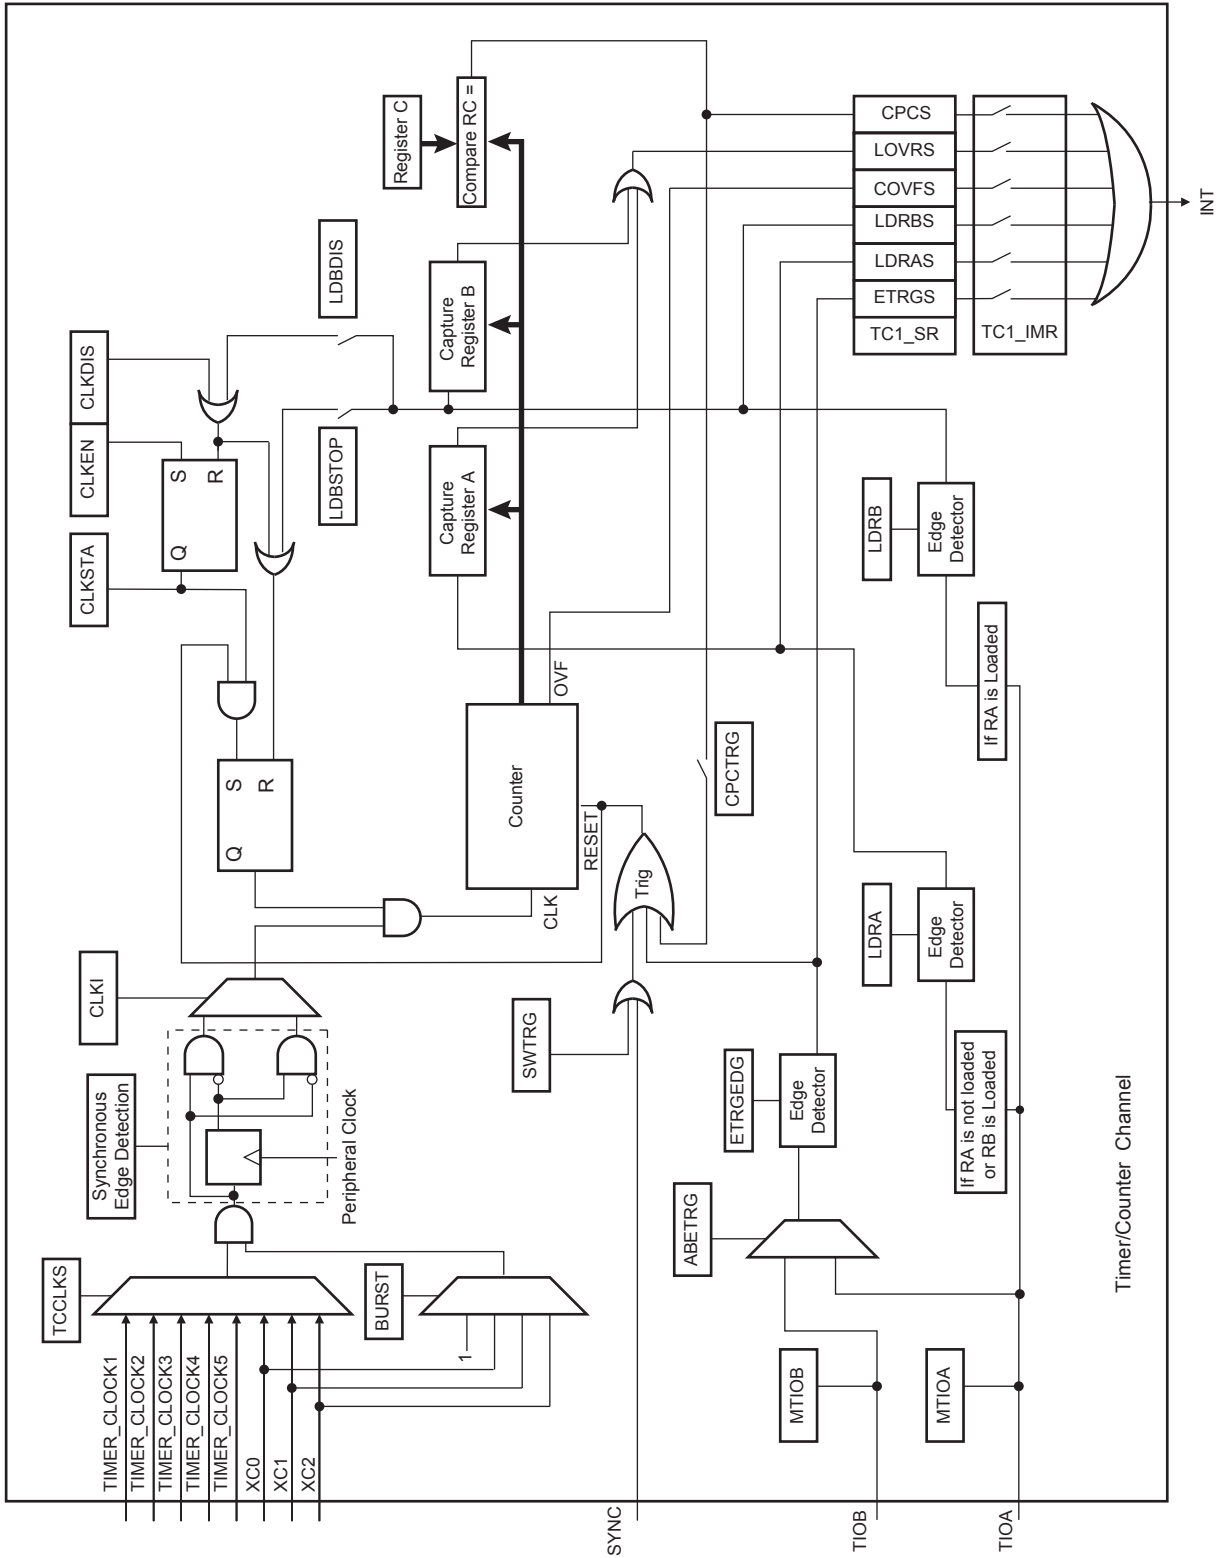 TCCLKS
TIMER_CLOCK1
TIMER_CLOCK2
TIMER_CLOCK3
TIMER_CLOCK4
TIMER_CLOCK5
XC0
XC1
XC2
Synchronous
Edge Detection
CLKI
Peripheral Clock
BURST
1
CLKSTA
CLKEN
CLKDIS
Q
S
R
Q
S
R
LDBSTOP
LDBDIS
Register C
Compare RC =
Capture
Register A
Capture
Register B
Counter
CLK
RESET
OVF
SWTRG
Trig
CPCTRG
SYNC
ABETRG
ETRGEDG
Edge
Detector
MTIOB
TIOB
MTIOA
TIOA
LDRA
Edge
Detector
If RA is not loaded
or RB is Loaded
LDRB
Edge
Detector
If RA is Loaded
CPCS
LOVRS
COVFS
LDRBS
LDRAS
ETRGS
TC1_SR
TC1_IMR
INT
Timer/Counter Channel